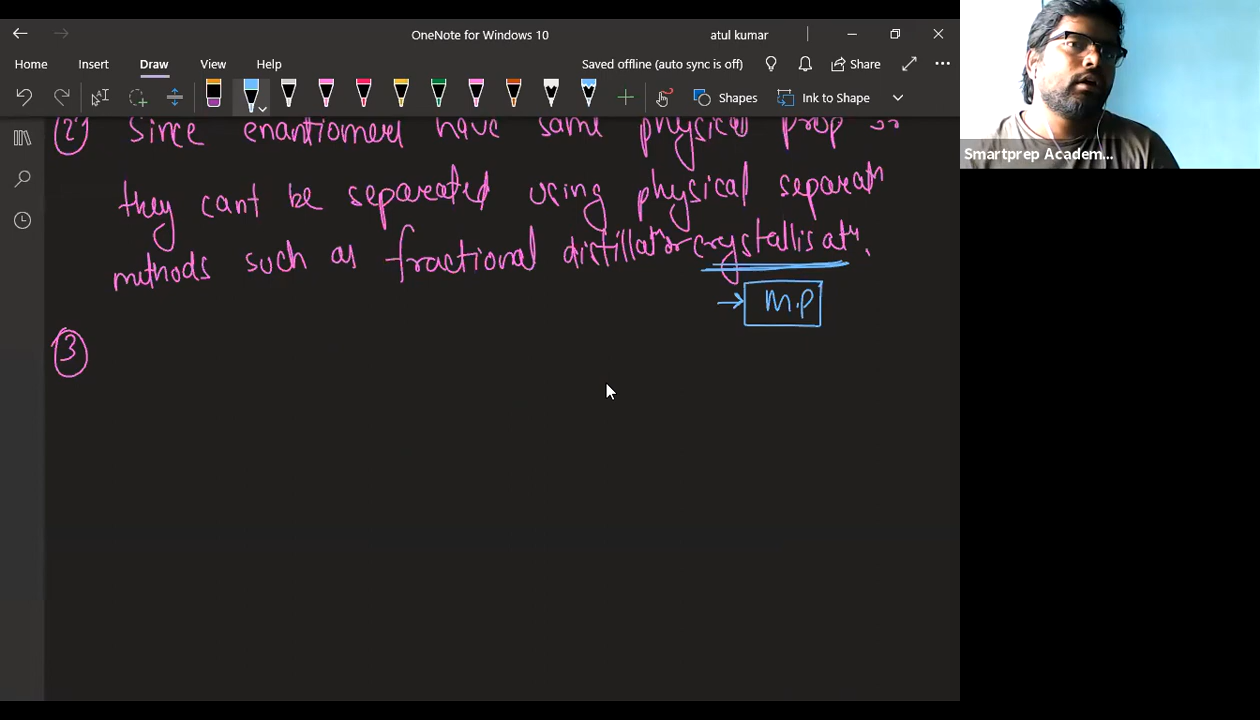 OneNote for Windows 10
atul kumar
Home Insert Draw View Help
Saved offline (auto sync is off)
Share
Shapes
Ink to Shape
Smartprep Academ...
(2) Since enantiomers have same physical prop so
they cant be separated using physical separatn
methods such as fractional distillatn or crystallisatn.
→ M.P
(3)